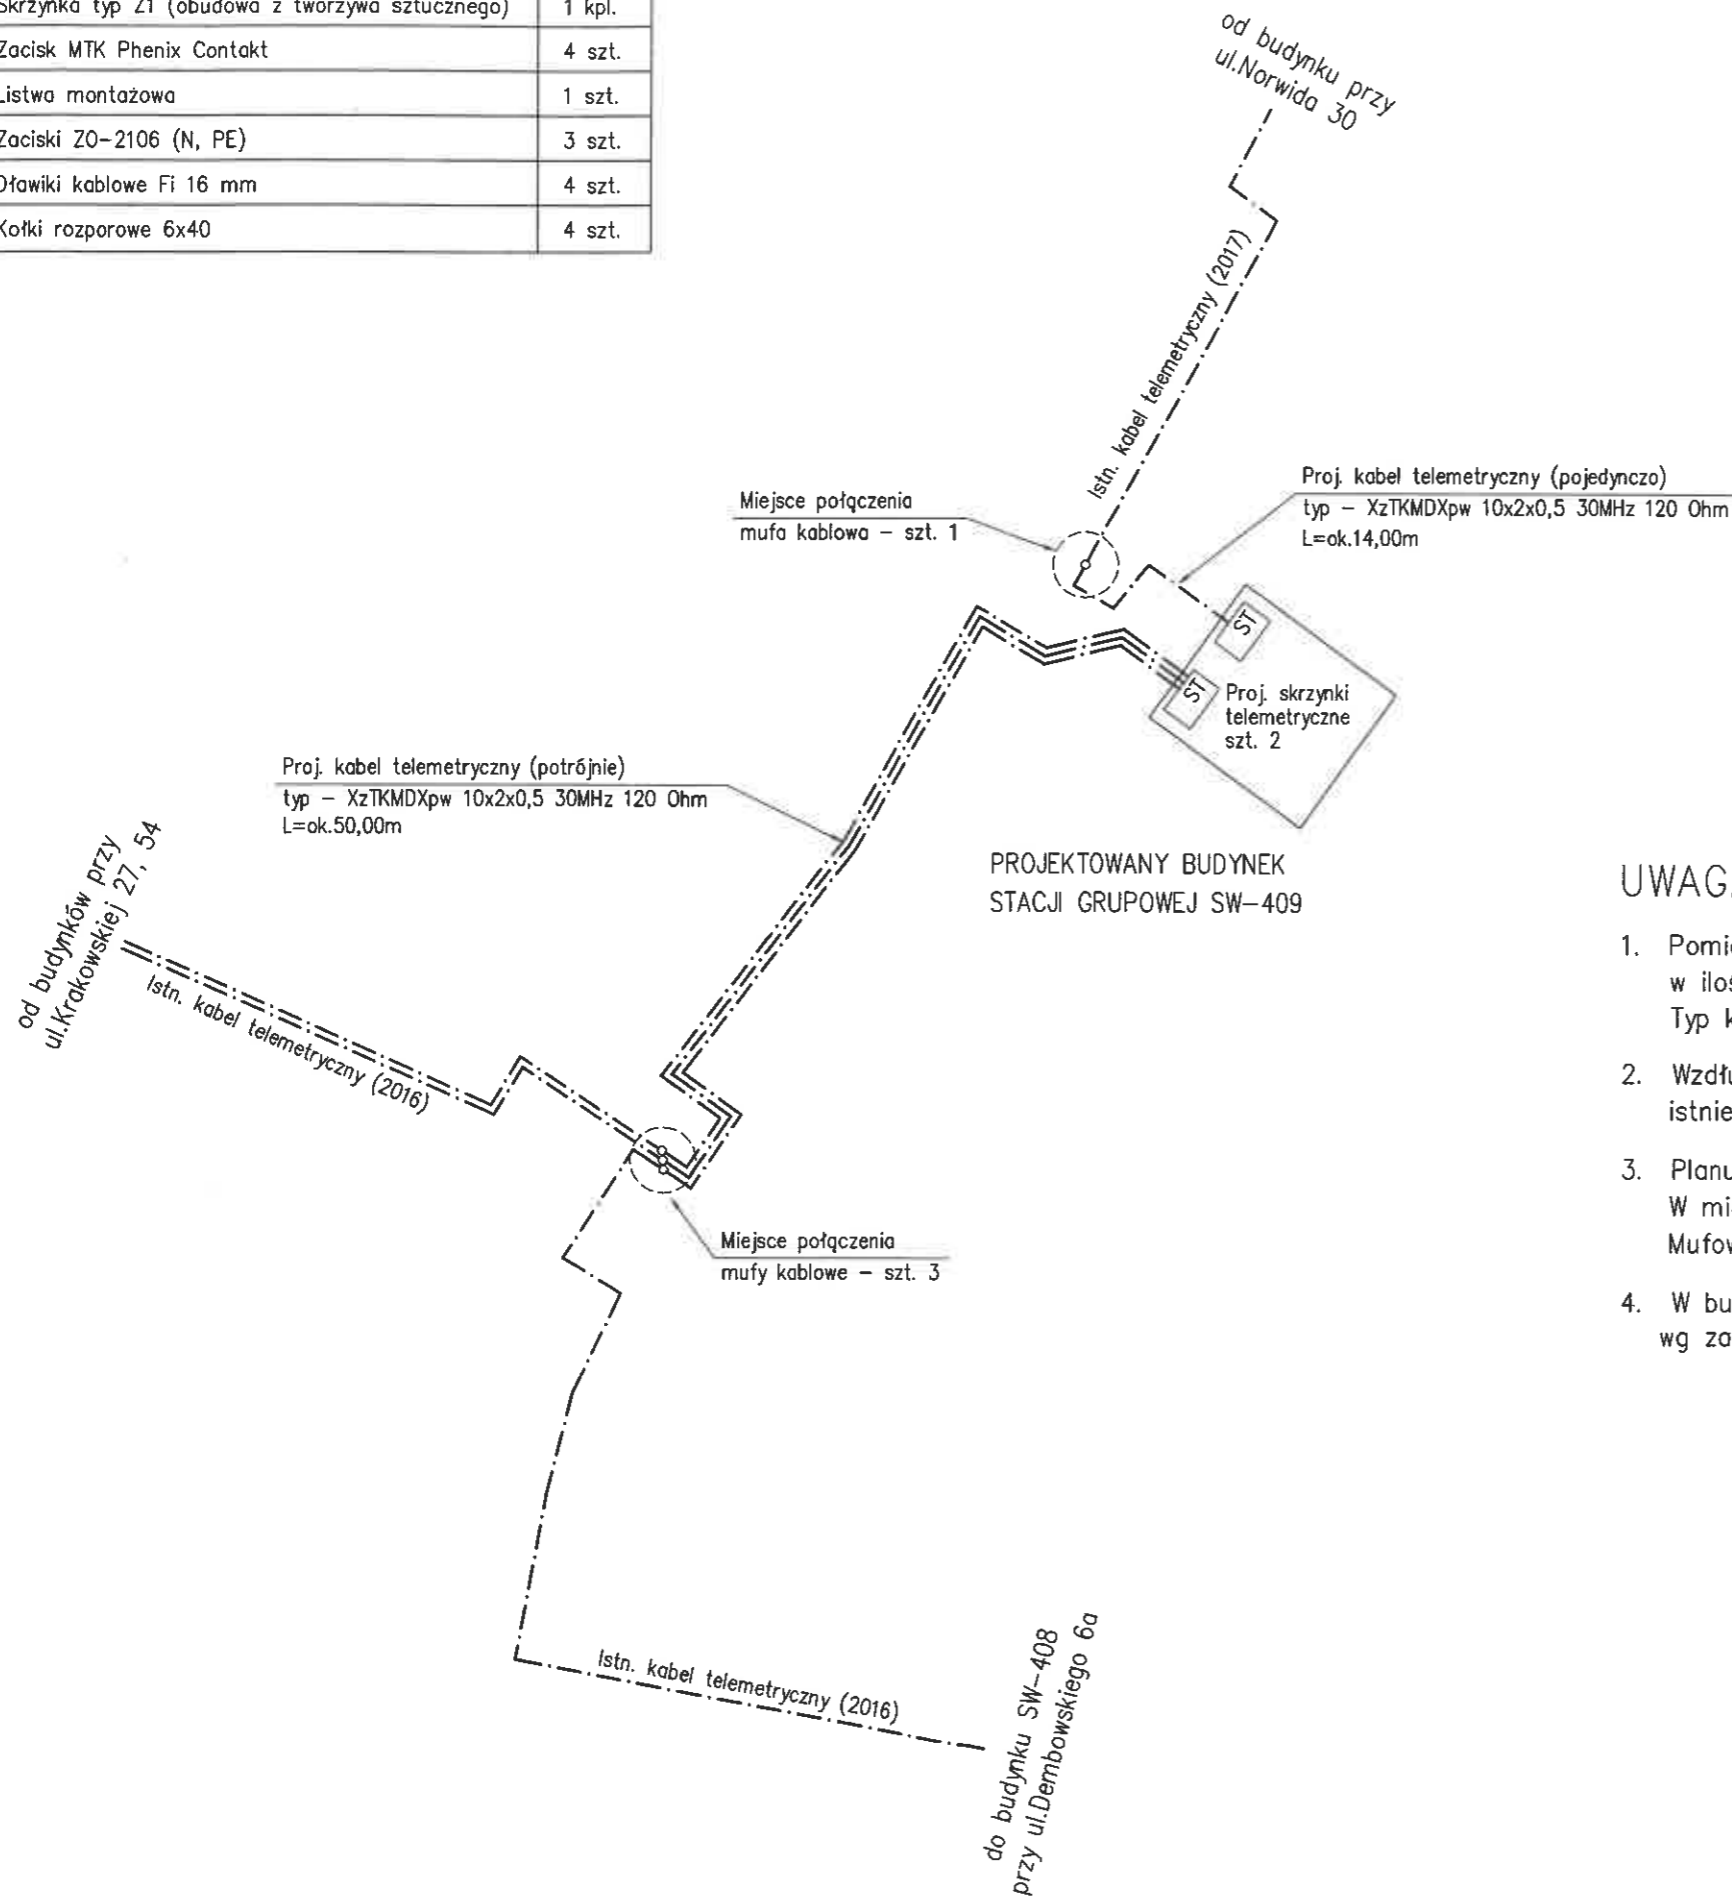 Skrzynka typ Z1 (obudowa z tworzywa sztucznego) 1 kpl.
Zacisk MTK Phenix Contakt 4 szt.
Listwa montażowa 1 szt.
Zaciski ZO-2106 (N, PE) 3 szt.
Dławiki kablowe Fi 16 mm 4 szt.
Kołki rozporowe 6x40 4 szt.
od budynku przy
ul.Norwida 30
Istn. kabel telemetryczny (2017)
Proj. kabel telemetryczny (pojedynczo)
typ – XzTKMDXpw 10x2x0,5 30MHz 120 Ohm
L=ok.14,00m
Miejsce połączenia
mufa kablowa – szt. 1
ST
ST
Proj. skrzynki
telemetryczne
szt. 2
Proj. kabel telemetryczny (potrójnie)
typ – XzTKMDXpw 10x2x0,5 30MHz 120 Ohm
L=ok.50,00m
PROJEKTOWANY BUDYNEK
STACJI GRUPOWEJ SW-409
od budynków przy
ul.Krakowskiej 27, 54
Istn. kabel telemetryczny (2016)
Miejsce połączenia
mufy kablowe – szt. 3
Istn. kabel telemetryczny (2016)
do budynku SW-408
przy ul.Dembowskiego 6a
UWAG
1. Pomi
w iloś
Typ k
2. Wzdłu
istnie
3. Planu
W mi
Mufow
4. W bu
wg za